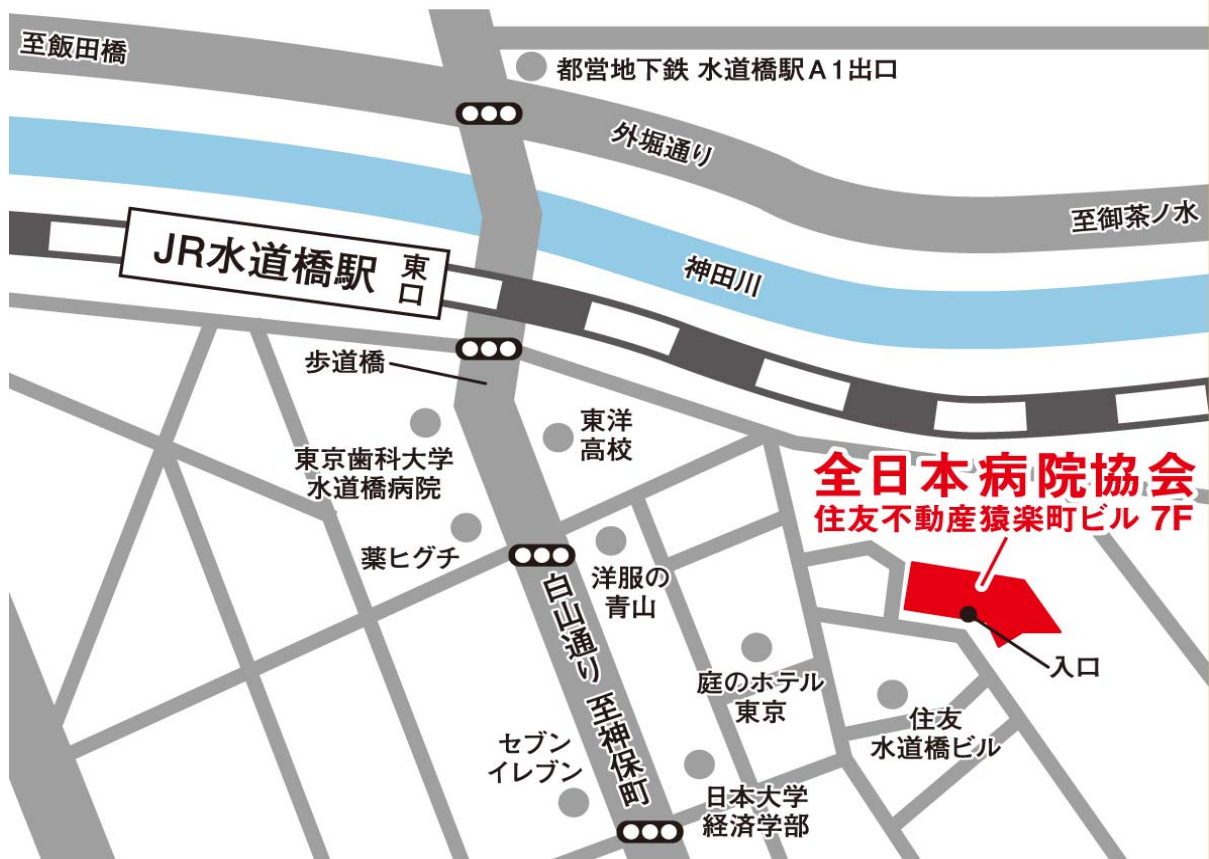 至飯田橋
都営地下鉄 水道橋駅A1出口
外堀通り
至御茶ノ水
神田川
JR水道橋駅
東口
歩道橋
東洋
高校
東京歯科大学
水道橋病院
全日本病院協会
住友不動産猿楽町ビル 7F
薬ヒグチ
洋服の
青山
白山通り 至神保町
入口
庭のホテル
東京
住友
水道橋ビル
セブン
イレブン
日本大学
経済学部